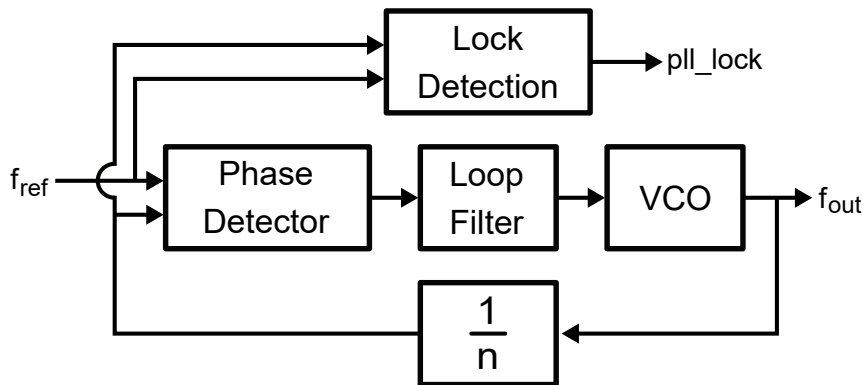 Lock
Detection
pll_lock
f_ref
Phase
Detector
Loop
Filter
VCO
f_out
1
n